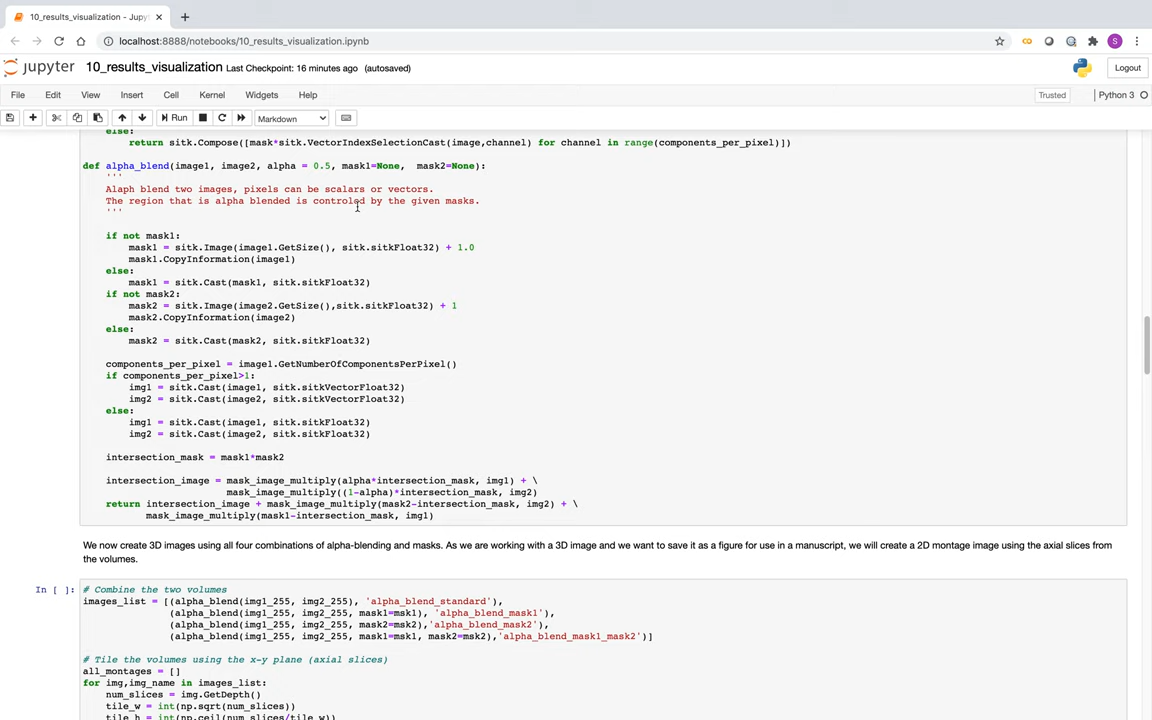 10_results_visualization - Jupyt
localhost:8888/notebooks/10_results_visualization.ipynb
S
jupyter 10_results_visualization Last Checkpoint: 16 minutes ago (autosaved)
Logout
File Edit View Insert Cell Kernel Widgets Help
Trusted Python 3
Run Markdown
else:
return sitk.Compose([mask*sitk.VectorIndexSelectionCast(image,channel) for channel in range(components_per_pixel)])
def alpha_blend(image1, image2, alpha = 0.5, mask1=None,  mask2=None):
'''
Alaph blend two images, pixels can be scalars or vectors.
The region that is alpha blended is controled by the given masks.
'''
if not mask1:
mask1 = sitk.Image(image1.GetSize(), sitk.sitkFloat32) + 1.0
mask1.CopyInformation(image1)
else:
mask1 = sitk.Cast(mask1, sitk.sitkFloat32)
if not mask2:
mask2 = sitk.Image(image2.GetSize(),sitk.sitkFloat32) + 1
mask2.CopyInformation(image2)
else:
mask2 = sitk.Cast(mask2, sitk.sitkFloat32)
components_per_pixel = image1.GetNumberOfComponentsPerPixel()
if components_per_pixel>1:
img1 = sitk.Cast(image1, sitk.sitkVectorFloat32)
img2 = sitk.Cast(image2, sitk.sitkVectorFloat32)
else:
img1 = sitk.Cast(image1, sitk.sitkFloat32)
img2 = sitk.Cast(image2, sitk.sitkFloat32)
intersection_mask = mask1*mask2
intersection_image = mask_image_multiply(alpha*intersection_mask, img1) + \
mask_image_multiply((1-alpha)*intersection_mask, img2)
return intersection_image + mask_image_multiply(mask2-intersection_mask, img2) + \
mask_image_multiply(mask1-intersection_mask, img1)
We now create 3D images using all four combinations of alpha-blending and masks. As we are working with a 3D image and we want to save it as a figure for use in a manuscript, we will create a 2D montage image using the axial slices from
the volumes.
In [ ]: # Combine the two volumes
images_list = [(alpha_blend(img1_255, img2_255), 'alpha_blend_standard'),
(alpha_blend(img1_255, img2_255, mask1=msk1), 'alpha_blend_mask1'),
(alpha_blend(img1_255, img2_255, mask2=msk2),'alpha_blend_mask2'),
(alpha_blend(img1_255, img2_255, mask1=msk1, mask2=msk2),'alpha_blend_mask1_mask2')]
# Tile the volumes using the x-y plane (axial slices)
all_montages = []
for img,img_name in images_list:
num_slices = img.GetDepth()
tile_w = int(np.sqrt(num_slices))
tile_h = int(np.ceil(num_slices/tile_w))